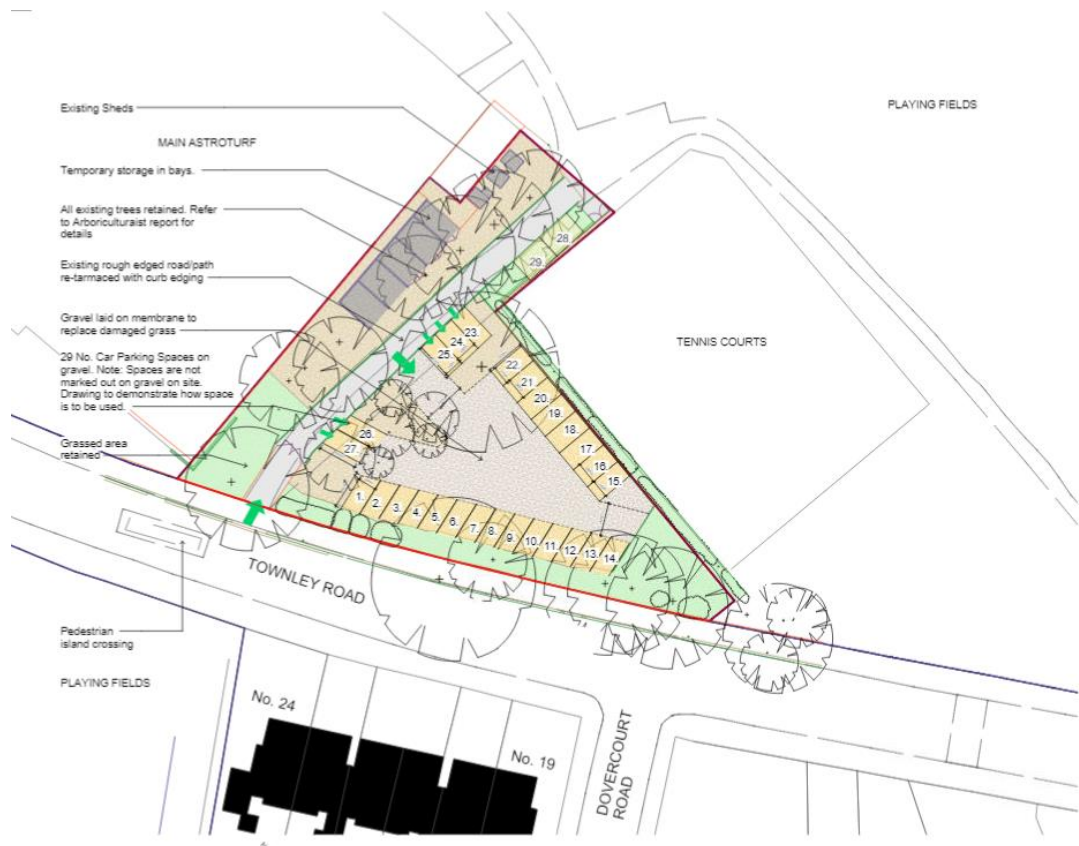 Existing Sheds
MAIN ASTROTURF
Temporary storage in bays.
All existing trees retained. Refer
to Arboriculturaist report for
details
Existing rough edged road/path
re-tarmaced with curb edging
Gravel laid on membrane to
replace damaged grass
29 No. Car Parking Spaces on
gravel. Note: Spaces are not
marked out on gravel on site.
Drawing to demonstrate how space
is to be used.
Grassed area
retained
Pedestrian
island crossing
PLAYING FIELDS
PLAYING FIELDS
TENNIS COURTS
28.
29.
23.
24.
25.
22.
21.
20.
19.
18.
17.
16.
15.
26.
27.
1.
2.
3.
4.
5.
6.
7.
8.
9.
10.
11.
12.
13.
14.
TOWNLEY ROAD
No. 24
No. 19
DOVERCOURT
ROAD